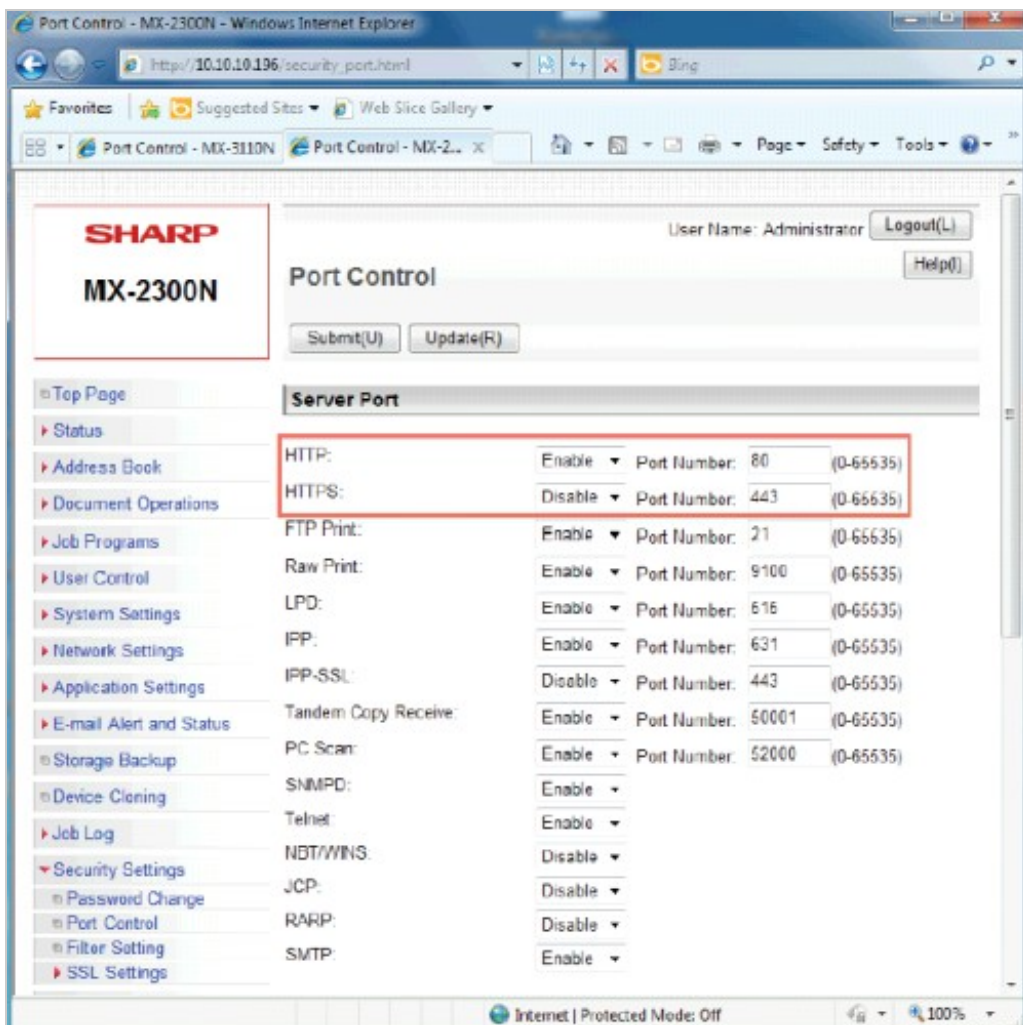 Port Control - MX-2300N - Windows Internet Explorer
http://10.10.10.196/security_port.html Bing
Favorites Suggested Sites Web Slice Gallery
Port Control - MX-3110N Port Control - MX-2... Page Safety Tools
SHARP
MX-2300N
User Name: Administrator Logout(L)
Help(I)
Port Control
Submit(U) Update(R)
Top Page
Status
Address Book
Document Operations
Job Programs
User Control
System Settings
Network Settings
Application Settings
E-mail Alert and Status
Storage Backup
Device Cloning
Job Log
Security Settings
Password Change
Port Control
Filter Setting
SSL Settings
Server Port
HTTP: Enable Port Number: 80 (0-65535)
HTTPS: Disable Port Number: 443 (0-65535)
FTP Print: Enable Port Number: 21 (0-65535)
Raw Print: Enable Port Number: 9100 (0-65535)
LPD: Enable Port Number: 515 (0-65535)
IPP: Enable Port Number: 631 (0-65535)
IPP-SSL: Disable Port Number: 443 (0-65535)
Tandem Copy Receive: Enable Port Number: 50001 (0-65535)
PC Scan: Enable Port Number: 52000 (0-65535)
SNMPD: Enable
Telnet: Enable
NBT/WINS: Disable
JCP: Disable
RARP: Disable
SMTP: Enable
Internet | Protected Mode: Off 100%